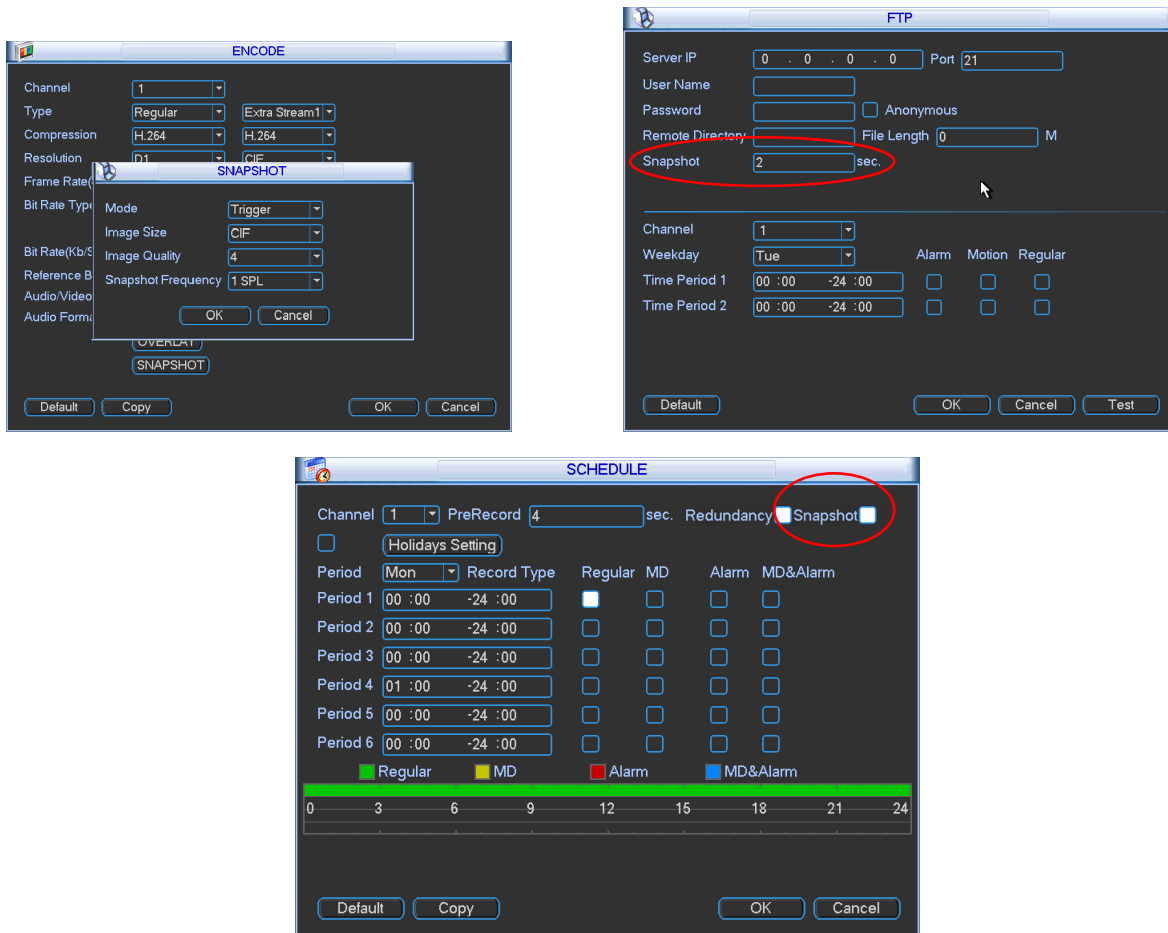 ENCODE
Channel 1
Type Regular Extra Stream1
Compression H.264 H.264
Resolution D1 CIF
Frame Rate(
Bit Rate Type
Bit Rate(Kb/S
Reference B
Audio/Video
Audio Forma
SNAPSHOT
Mode Trigger
Image Size CIF
Image Quality 4
Snapshot Frequency 1 SPL
OK Cancel
OVERLAY
SNAPSHOT
Default Copy OK Cancel
FTP
Server IP 0 . 0 . 0 . 0 Port 21
User Name
Password Anonymous
Remote Directory File Length 0 M
Snapshot 2 sec.
Channel 1
Weekday Tue Alarm Motion Regular
Time Period 1 00 :00 -24 :00
Time Period 2 00 :00 -24 :00
Default OK Cancel Test
SCHEDULE
Channel 1 PreRecord 4 sec. Redundancy Snapshot
Holidays Setting
Period Mon Record Type Regular MD Alarm MD&Alarm
Period 1 00 :00 -24 :00
Period 2 00 :00 -24 :00
Period 3 00 :00 -24 :00
Period 4 01 :00 -24 :00
Period 5 00 :00 -24 :00
Period 6 00 :00 -24 :00
Regular MD Alarm MD&Alarm
0 3 6 9 12 15 18 21 24
Default Copy OK Cancel